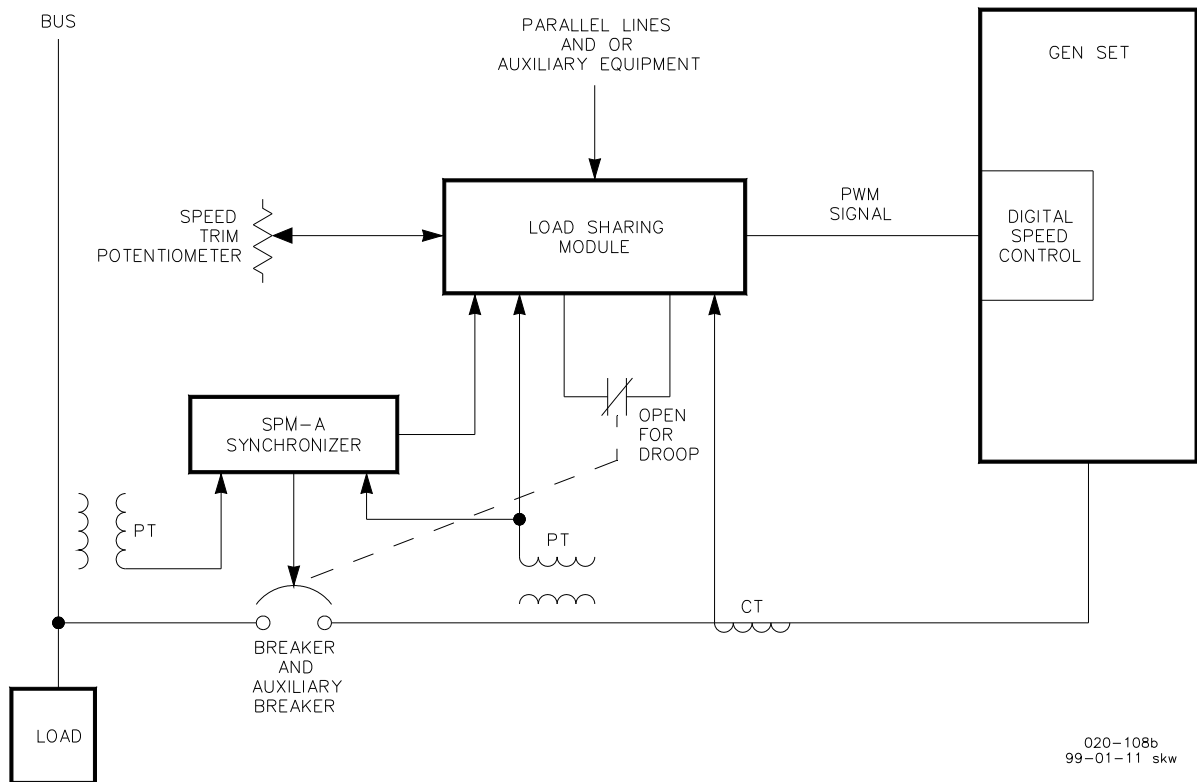 BUS
PARALLEL LINES
AND OR
AUXILIARY EQUIPMENT
GEN SET
SPEED
TRIM
POTENTIOMETER
LOAD SHARING
MODULE
PWM
SIGNAL
DIGITAL
SPEED
CONTROL
SPM-A
SYNCHRONIZER
OPEN
FOR
DROOP
PT
PT
CT
BREAKER
AND
AUXILIARY
BREAKER
LOAD
020-108b
99-01-11 skw